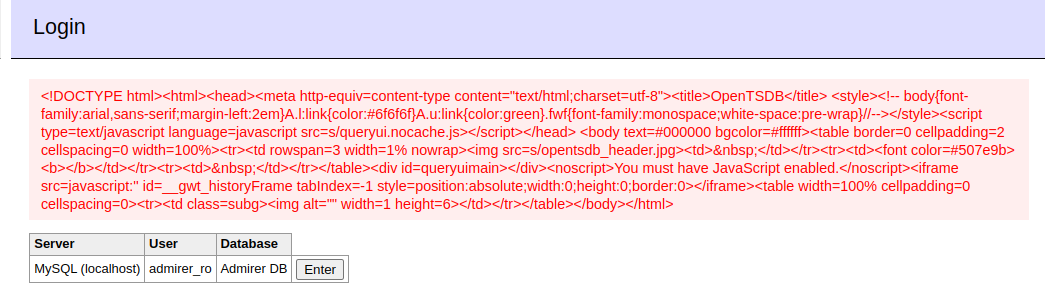 Login
<!DOCTYPE html><html><head><meta http-equiv=content-type content="text/html;charset=utf-8"><title>OpenTSDB</title> <style><!-- body{font-
family:arial,sans-serif;margin-left:2em}A.l:link{color:#6f6f6f}A.u:link{color:green}.fwf{font-family:monospace;white-space:pre-wrap}//--></style><script
type=text/javascript language=javascript src=s/queryui.nocache.js></script></head> <body text=#000000 bgcolor=#ffffff><table border=0 cellpadding=2
cellspacing=0 width=100%><tr><td rowspan=3 width=1% nowrap><img src=s/opentsdb_header.jpg><td>&nbsp;</td></tr><tr><td><font color=#507e9b>
<b></b></td></tr><tr><td>&nbsp;</td></tr></table><div id=queryuimain></div><noscript>You must have JavaScript enabled.</noscript><iframe
src=javascript:'' id=__gwt_historyFrame tabIndex=-1 style=position:absolute;width:0;height:0;border:0></iframe><table width=100% cellpadding=0
cellspacing=0><tr><td class=subg><img alt="" width=1 height=6></td></tr></table></body></html>
Server User Database
MySQL (localhost) admirer_ro Admirer DB Enter